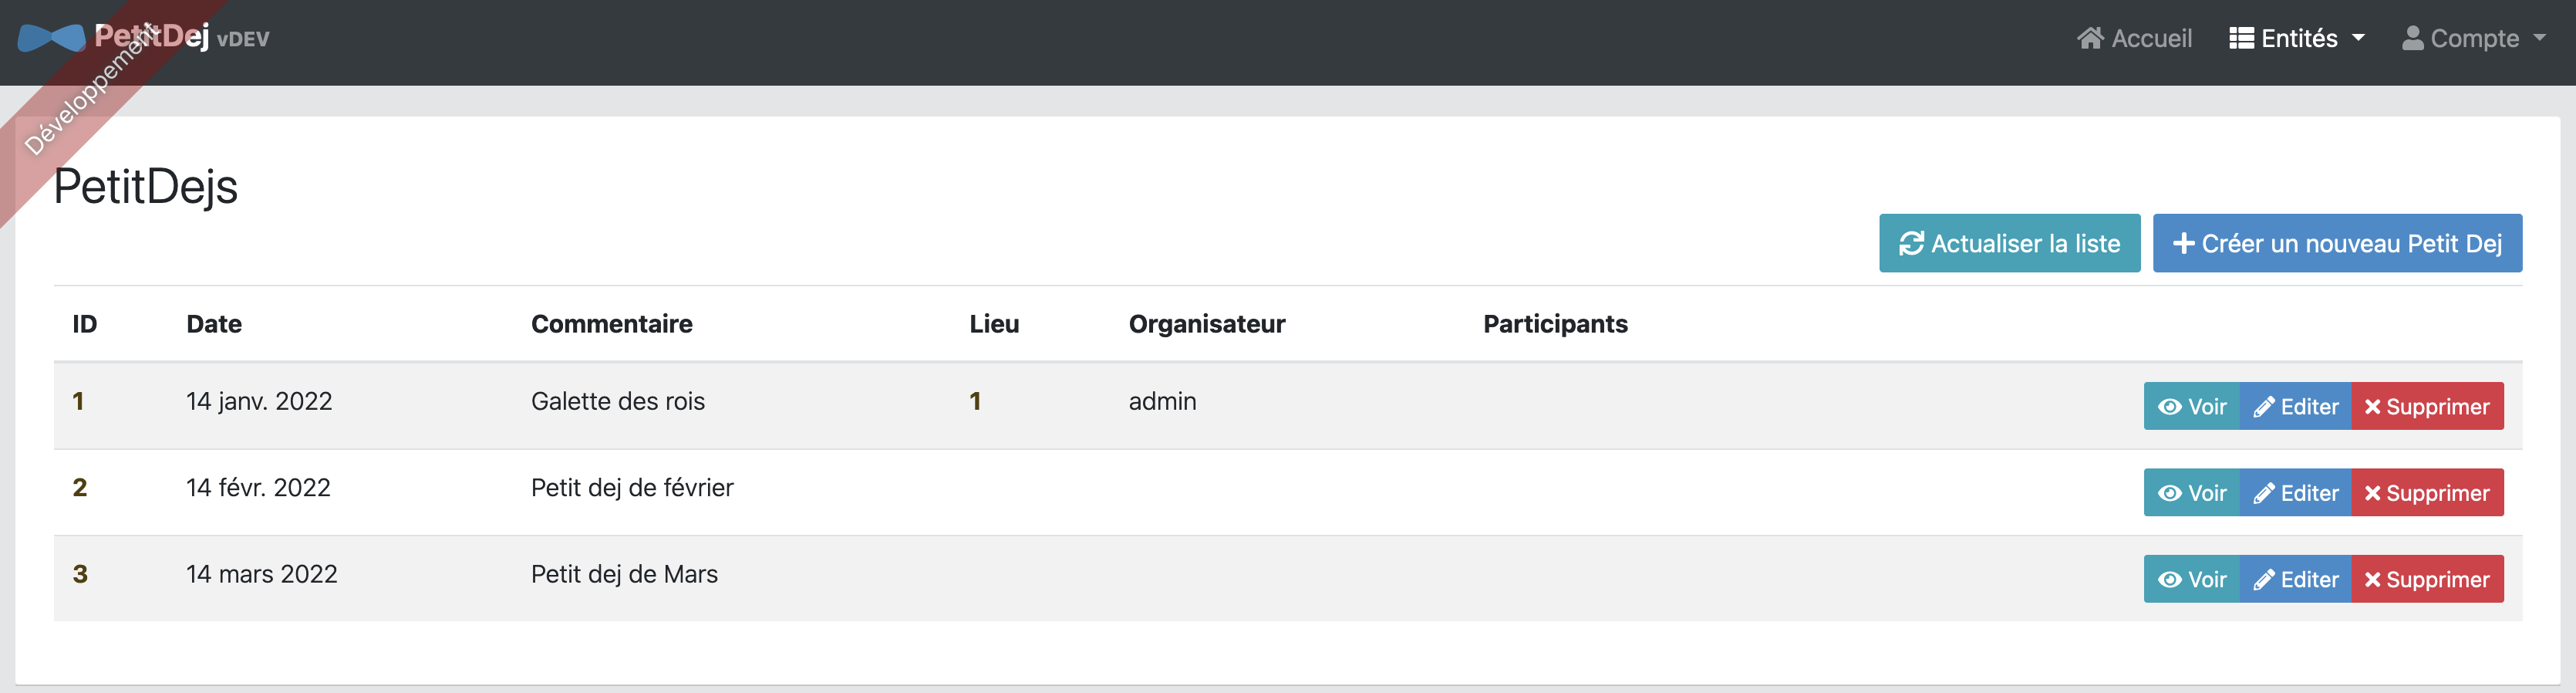 PetitDej vDEV
Accueil
Entités
Compte
Développement
PetitDejs
Actualiser la liste
Créer un nouveau Petit Dej
ID Date Commentaire Lieu Organisateur Participants
1 14 janv. 2022 Galette des rois 1 admin Voir Editer Supprimer
2 14 févr. 2022 Petit dej de février Voir Editer Supprimer
3 14 mars 2022 Petit dej de Mars Voir Editer Supprimer